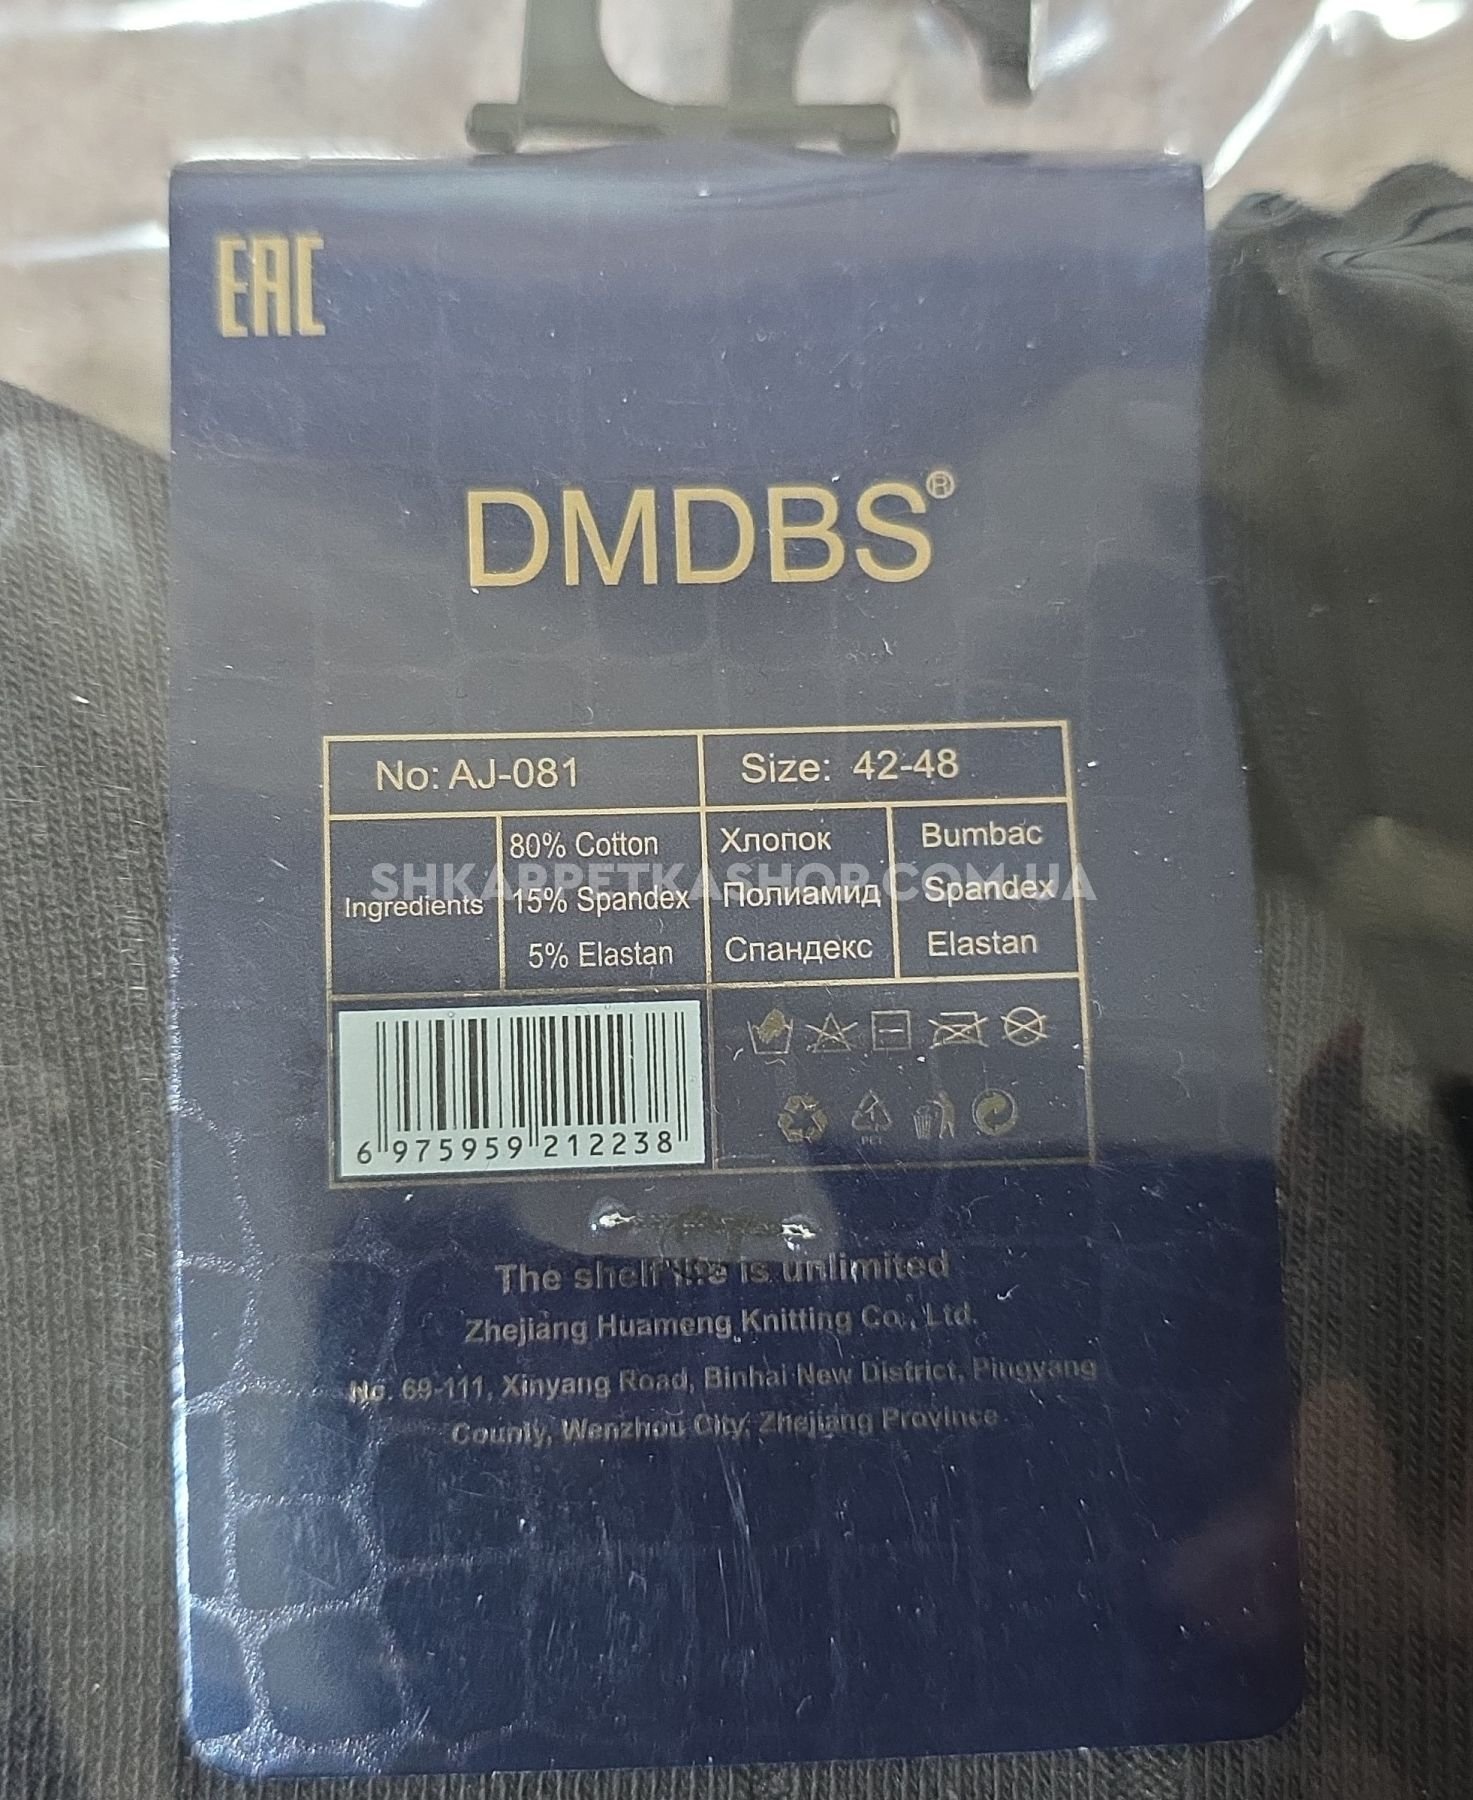 EAC
DMDBS®
No: AJ-081 Size: 42-48
Ingredients
80% Cotton Хлопок Bumbac
15% Spandex Полиамид Spandex
5% Elastan Спандекс Elastan
SHKARPETKASHOP.COM.UA
PET
6 975959 212238
The shelf life is unlimited
Zhejiang Huameng Knitting Co., Ltd.
No. 69-111, Xinyang Road, Binhai New District, Pingyang
County, Wenzhou City, Zhejiang Province